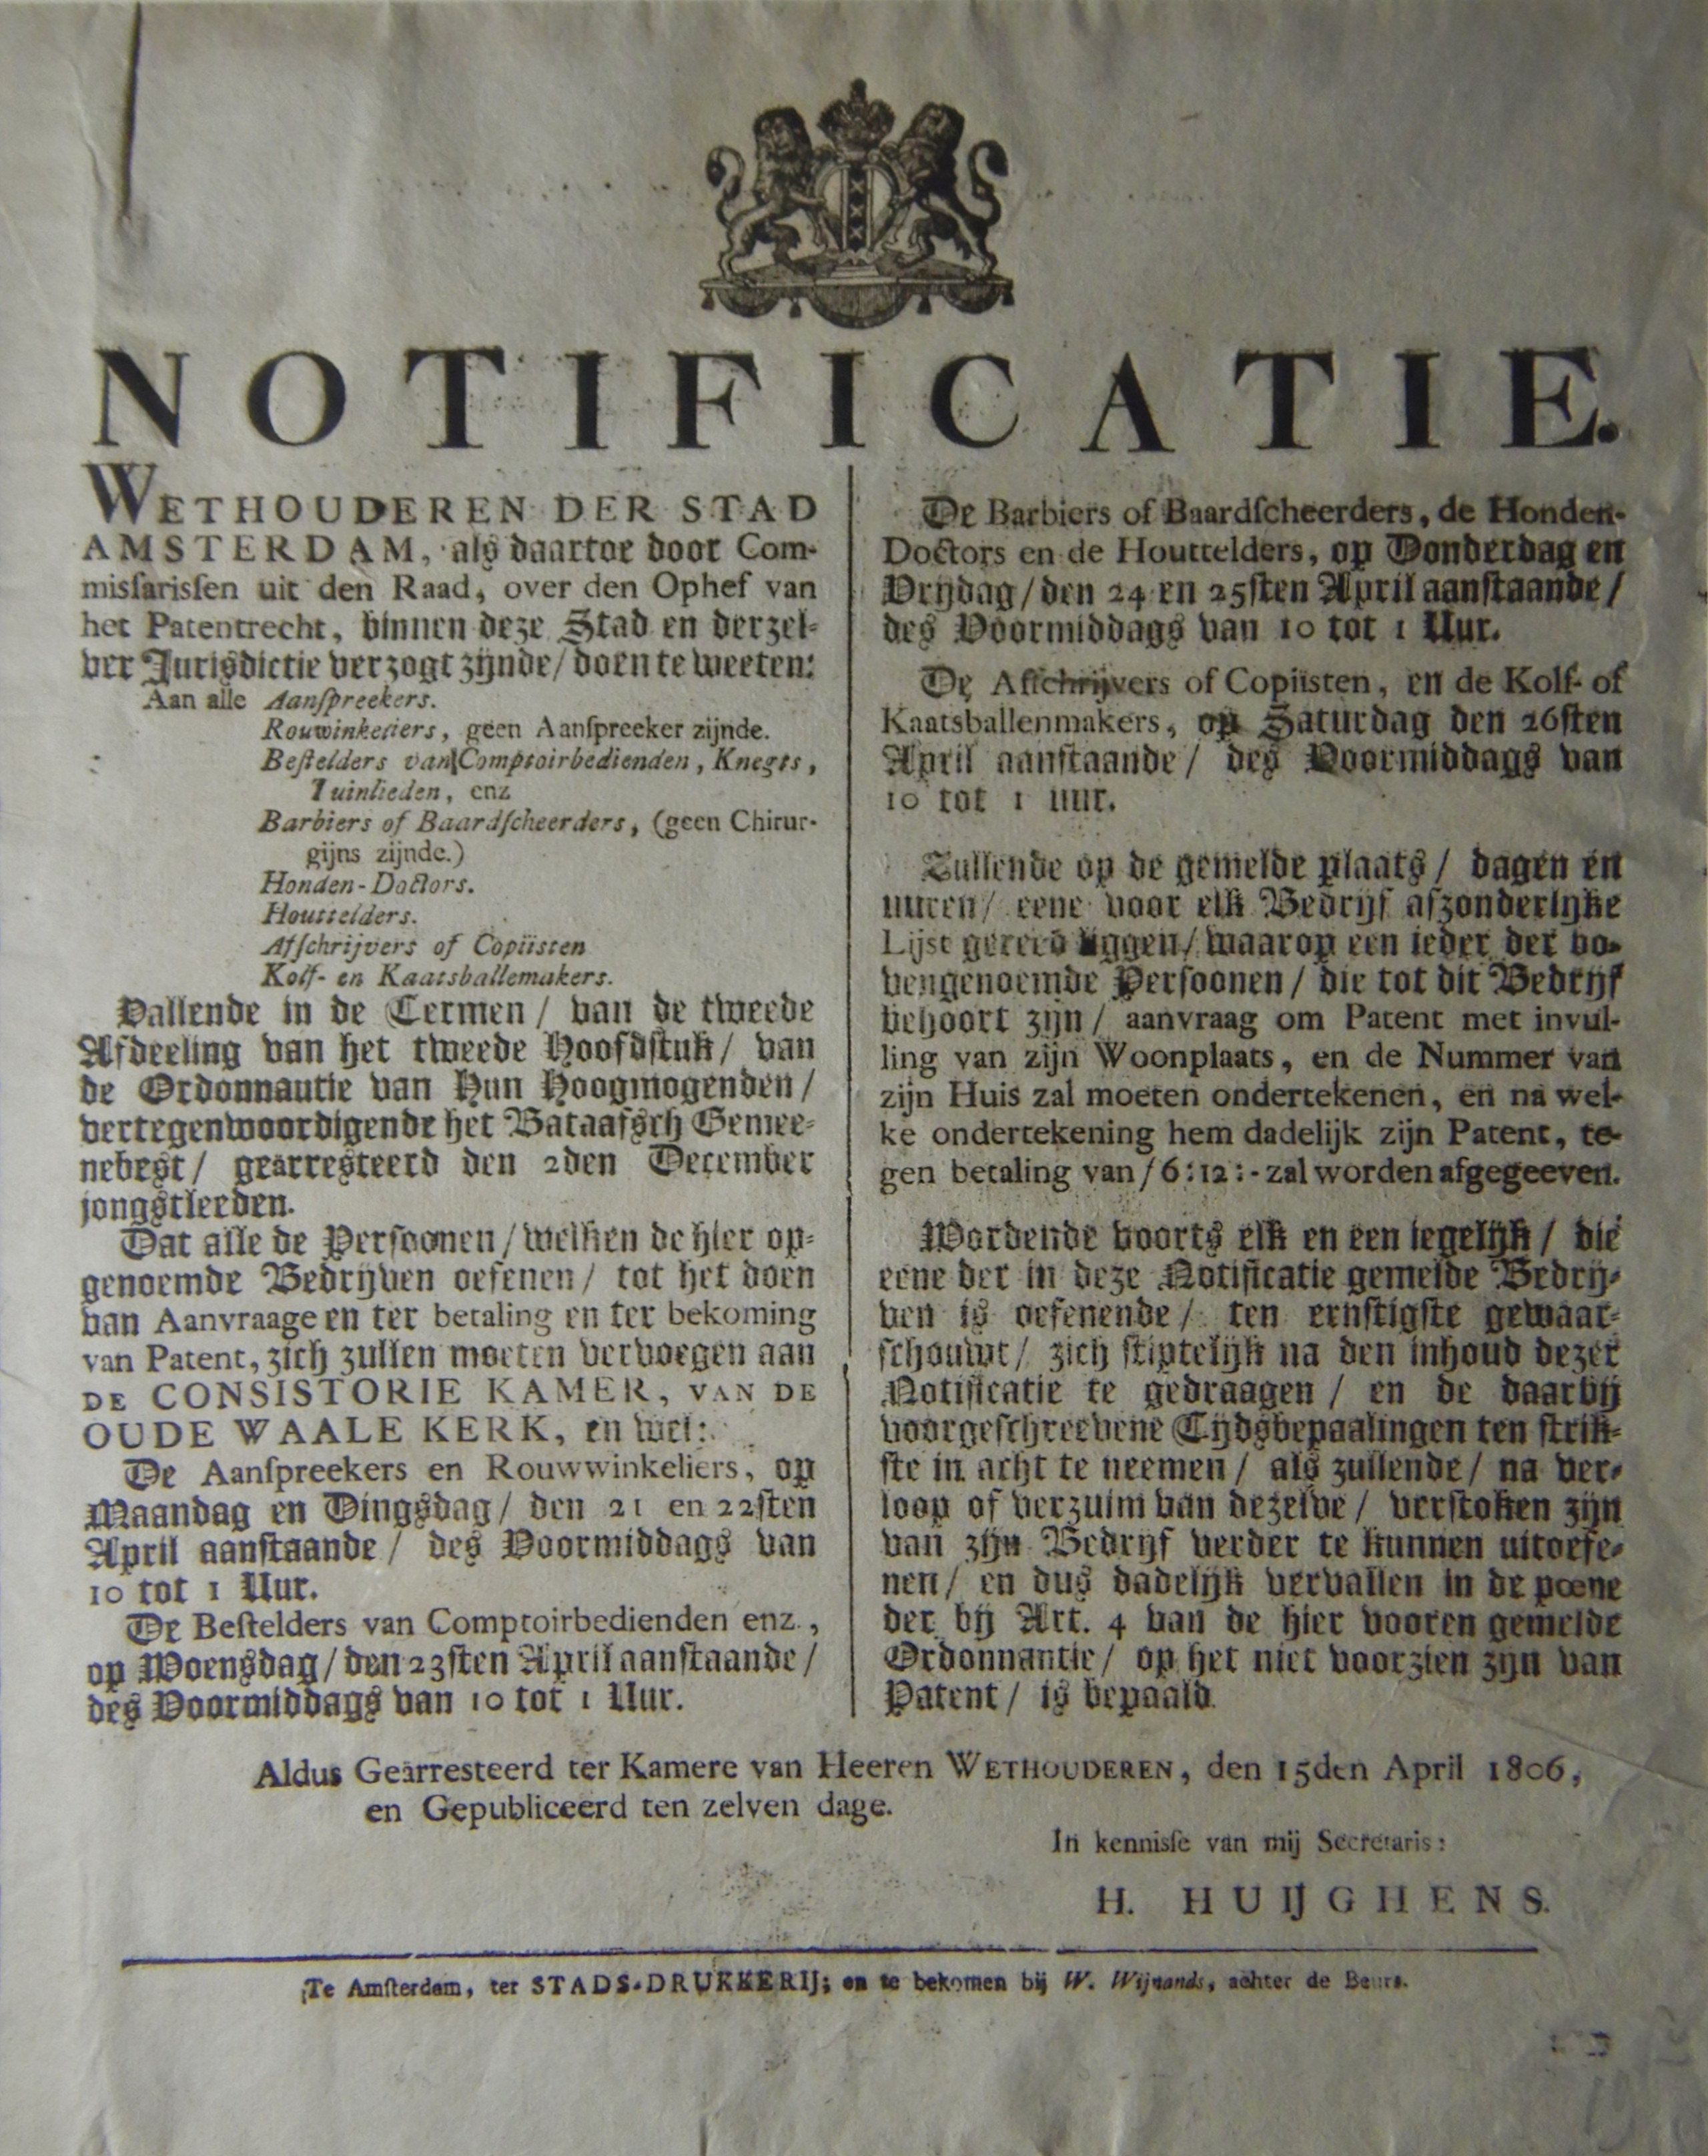 NOTIFICATIE.
WETHOUDEREN DER STAD
AMSTERDAM, als daartoe door Com-
misſarisſen uit den Raad, over den Ophef van
het Patentrecht, binnen deze Stad en derzel-
ver Jurisdictie verzogt zijnde/ doen te weeten:
Aan alle Aanſpreekers.
Rouwinkeliers, geen Aanſpreeker zijnde.
Beſtelders van Comptoirbedienden, Knegts,
Tuinlieden, enz
Barbiers of Baardſcheerders, (geen Chirur-
gijns zijnde.)
Honden-Doctors.
Houttelders.
Afſchrijvers of Copiïsten
Kolf- en Kaatsballemakers.
Vallende in de Termen/ van de tweede
Afdeeling van het tweede Hoofdſtuk/ van
de Ordonnautie van Hun Hoogmogenden/
vertegenwoordigende het Bataafsch Gemee-
nebest/ geärresteerd den 2den December
jongstleeden.
Dat alle de Perſoonen/ welken de hier op-
genoemde Bedrijven oefenen/ tot het doen
van Aanvraage en ter betaling en ter bekoming
van Patent, zich zullen moeten vervoegen aan
DE CONSISTORIE KAMER, VAN DE
OUDE WAALE KERK, en wel:
De Aanſpreekers en Rouwwinkeliers, op
Maandag en Dingsdag/ den 21 en 22ſten
April aanſtaande/ des Voormiddags van
10 tot 1 Uur.
De Beſtelders van Comptoirbedienden enz.,
op Woensdag/ den 23ſten April aanſtaande/
des Voormiddags van 10 tot 1 Uur.
De Barbiers of Baardſcheerders, de Honden-
Doctors en de Houttelders, op Donderdag en
Vrijdag/ den 24 en 25ſten April aanſtaande/
des Voormiddags van 10 tot 1 Uur.
De Afſchrijvers of Copiïsten, en de Kolf- of
Kaatsballenmakers, op Saturdag den 26ſten
April aanſtaande/ des Voormiddags van
10 tot 1 uur.
Zullende op de gemelde plaats/ dagen en
uuren/ eene voor elk Bedrijf afzonderlijke
Lijst gereed liggen/ waarop een ieder der bo-
vengenoemde Perſoonen/ die tot dit Bedrijf
behoort zijn/ aanvraag om Patent met invul-
ling van zijn Woonplaats, en de Nummer van
zijn Huis zal moeten ondertekenen, en na wel-
ke ondertekening hem dadelijk zijn Patent, te-
gen betaling van ſ 6:12:- zal worden afgegeeven.
Wordende voorts elk en een iegelijk/ die
eene der in deze Notificatie gemelde Bedrij-
ven is oefenende/ ten ernſtigſte gewaar-
ſchouwt/ zich ſtiptelijk na den inhoud dezer
Notificatie te gedraagen/ en de daarbij
voorgeſchreevene Tijdsbepaalingen ten ſtrik-
ſte in acht te neemen/ als zullende/ na ver-
loop of verzuim van dezelve/ verſtoken zijn
van zijn Bedrijf verder te kunnen uitoefe-
nen/ en dus dadelijk vervallen in de pœne
der bij Art. 4 van de hier vooren gemelde
Ordonnantie/ op het niet voorzien zijn van
Patent/ is bepaald.
Aldus Geärresteerd ter Kamere van Heeren WETHOUDEREN, den 15den April 1806,
en Gepubliceerd ten zelven dage.
In kennisſe van mij Secretaris:
H. HUIJGHENS.
Te Amſterdam, ter STADS-DRUKKERIJ; en te bekomen bij W. Wijnands, achter de Beurs.